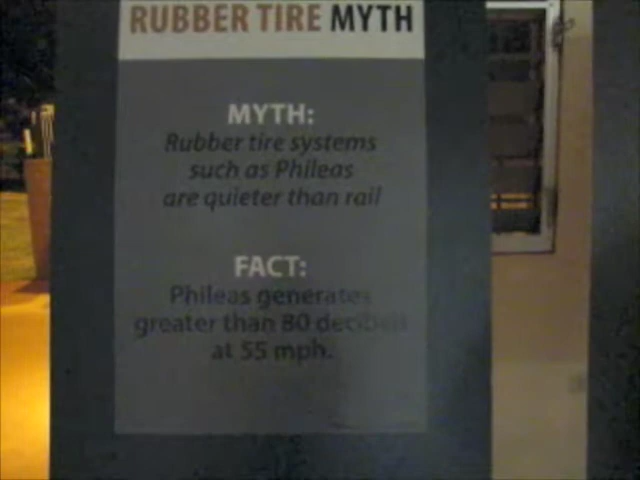 RUBBER TIRE MYTH
MYTH:
Rubber tire systems
such as Phileas
are quieter than rail
FACT:
Phileas generates
greater than 80 decibels
at 55 mph.